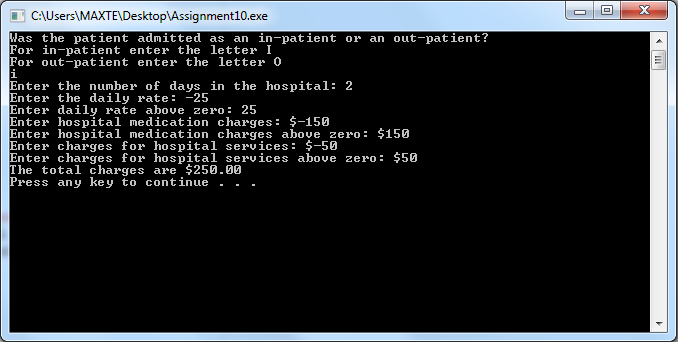 C:\Users\MAXTE\Desktop\Assignment10.exe
Was the patient admitted as an in-patient or an out-patient?
For in-patient enter the letter I
For out-patient enter the letter O
i
Enter the number of days in the hospital: 2
Enter the daily rate: -25
Enter daily rate above zero: 25
Enter hospital medication charges: $-150
Enter hospital medication charges above zero: $150
Enter charges for hospital services: $-50
Enter charges for hospital services above zero: $50
The total charges are $250.00
Press any key to continue . . .